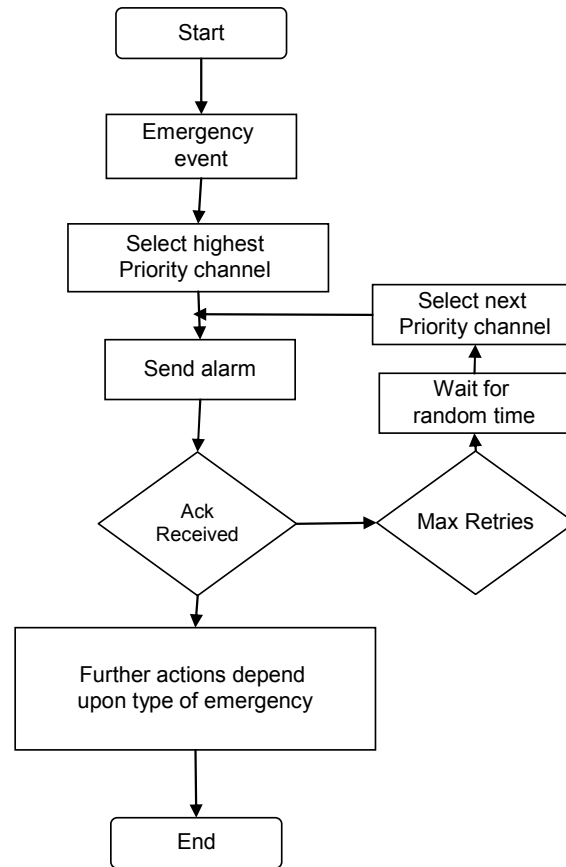 Start
Emergency
event
Select highest
Priority channel
Select next
Priority channel
Send alarm
Wait for
random time
Ack
Received
Max Retries
Further actions depend
upon type of emergency
End